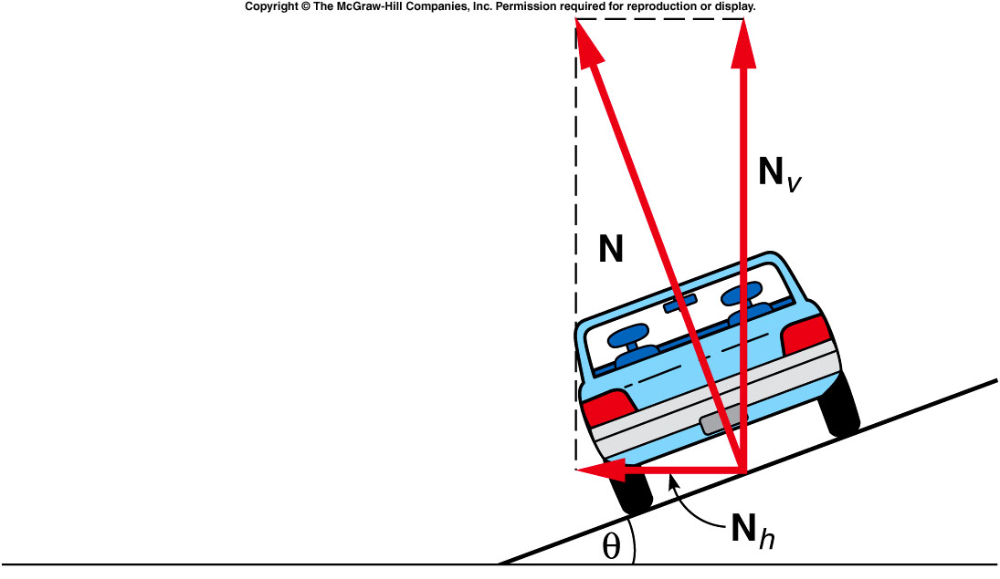 Copyright © The McGraw-Hill Companies, Inc. Permission required for reproduction or display.
Nv
N
Nh
θ